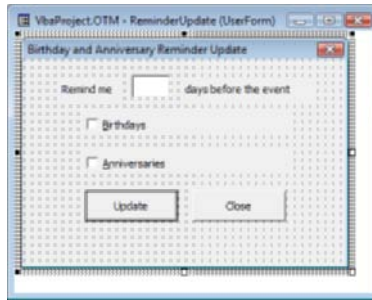 VbaProject.OTM - ReminderUpdate (UserForm)
Birthday and Anniversary Reminder Update
Remind me days before the event
Birthdays
Anniversaries
Update Close